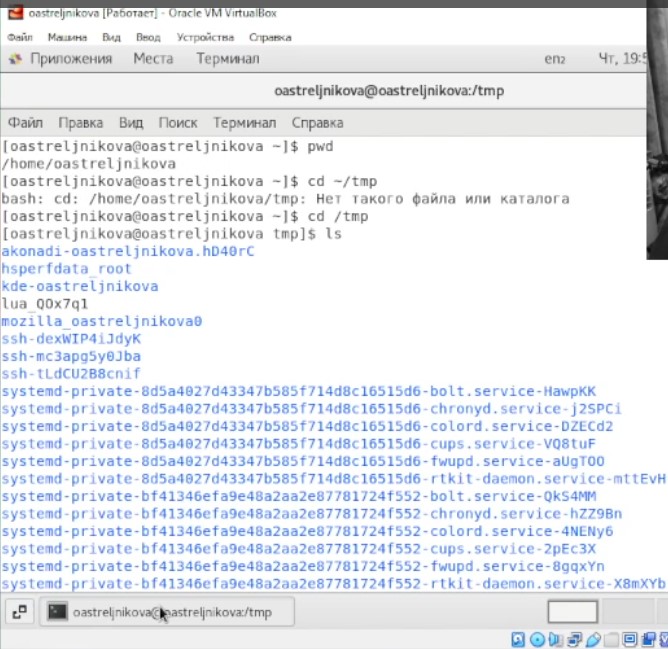 oastreljnikova [Работает] - Oracle VM VirtualBox
Файл Машина Вид Ввод Устройства Справка
Приложения Места Терминал en₂ Чт, 19:5
oastreljnikova@oastreljnikova:/tmp
Файл Правка Вид Поиск Терминал Справка
[oastreljnikova@oastreljnikova ~]$ pwd
/home/oastreljnikova
[oastreljnikova@oastreljnikova ~]$ cd ~/tmp
bash: cd: /home/oastreljnikova/tmp: Нет такого файла или каталога
[oastreljnikova@oastreljnikova ~]$ cd /tmp
[oastreljnikova@oastreljnikova tmp]$ ls
akonadi-oastreljnikova.hD40rC
hsperfdata_root
kde-oastreljnikova
lua_QOx7q1
mozilla_oastreljnikova0
ssh-dexWIP4iJdyK
ssh-mc3apg5y0Jba
ssh-tLdCU2B8cnif
systemd-private-8d5a4027d43347b585f714d8c16515d6-bolt.service-HawpKK
systemd-private-8d5a4027d43347b585f714d8c16515d6-chronyd.service-j2SPCi
systemd-private-8d5a4027d43347b585f714d8c16515d6-colord.service-DZECd2
systemd-private-8d5a4027d43347b585f714d8c16515d6-cups.service-VQ8tuF
systemd-private-8d5a4027d43347b585f714d8c16515d6-fwupd.service-aUgTOO
systemd-private-8d5a4027d43347b585f714d8c16515d6-rtkit-daemon.service-mttEvH
systemd-private-bf41346efa9e48a2aa2e87781724f552-bolt.service-QkS4MM
systemd-private-bf41346efa9e48a2aa2e87781724f552-chronyd.service-hZZ9Bn
systemd-private-bf41346efa9e48a2aa2e87781724f552-colord.service-4NENy6
systemd-private-bf41346efa9e48a2aa2e87781724f552-cups.service-2pEc3X
systemd-private-bf41346efa9e48a2aa2e87781724f552-fwupd.service-8gqxYn
systemd-private-bf41346efa9e48a2aa2e87781724f552-rtkit-daemon.service-X8mXYb
oastreljnikova@oastreljnikova:/tmp